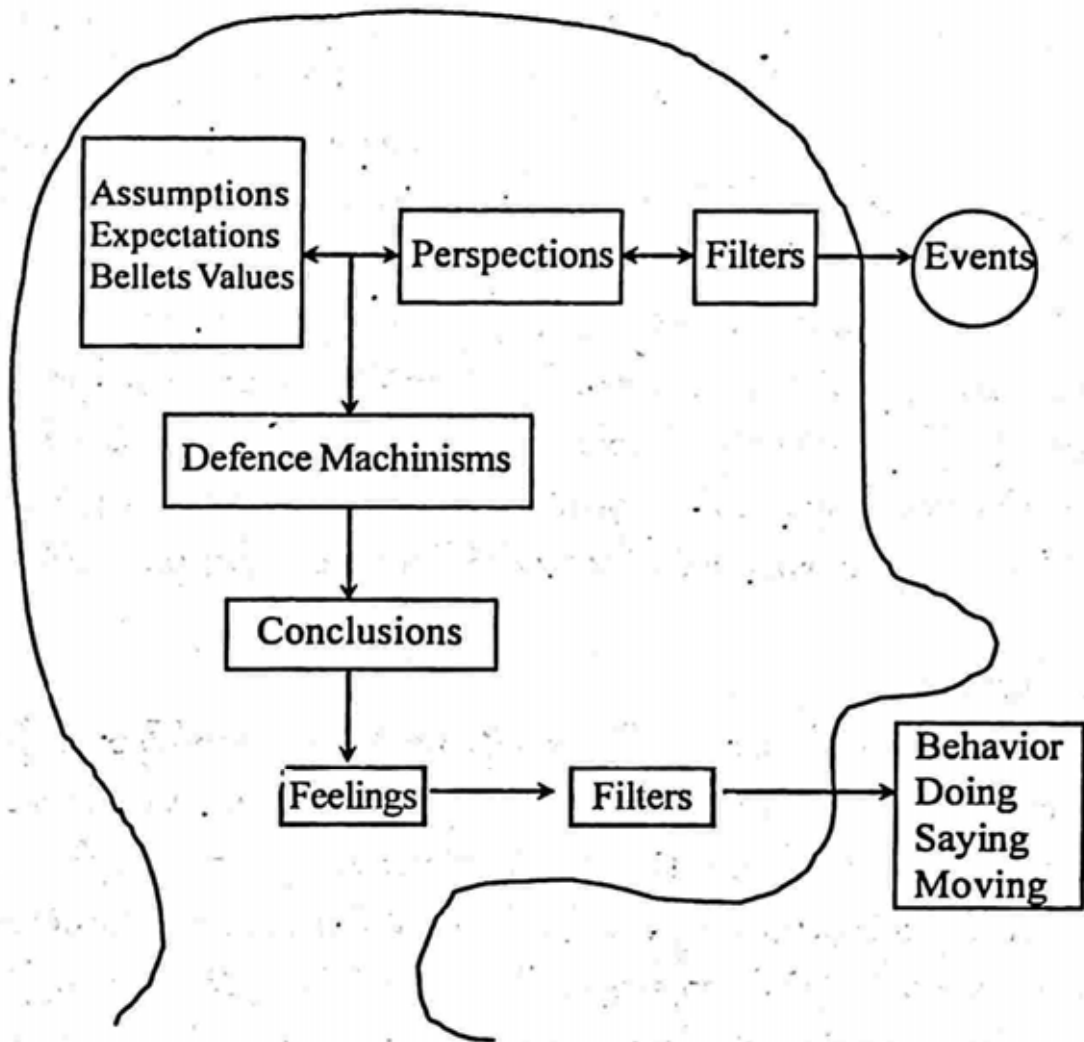 Assumptions
Expectations
Bellets Values
Perspections
Filters
Events
Defence Machinisms
Conclusions
Feelings
Filters
Behavior
Doing
Saying
Moving